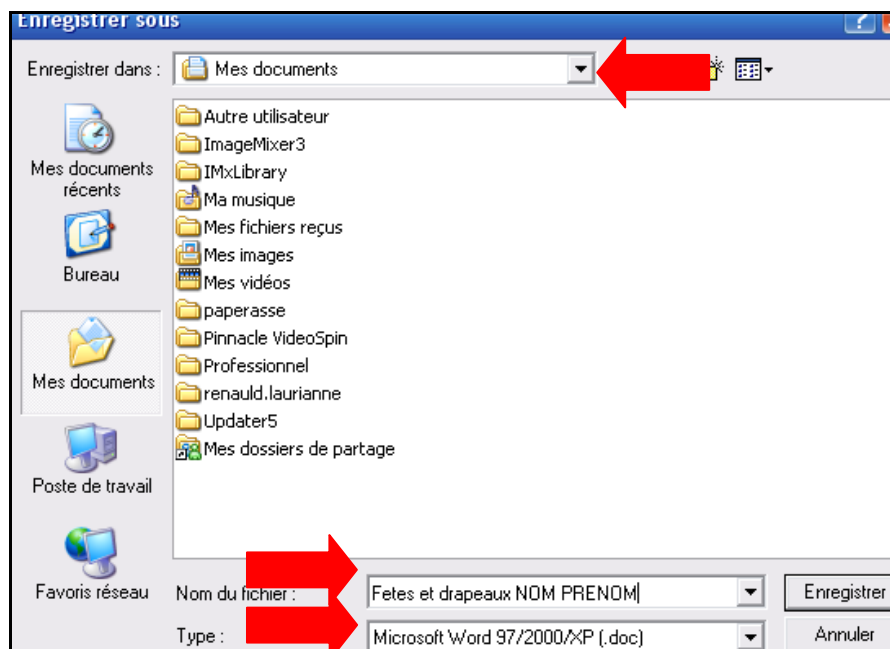 Enregistrer sous
Enregistrer dans :
Mes documents
Autre utilisateur
ImageMixer3
IMxLibrary
Ma musique
Mes fichiers reçus
Mes images
Mes vidéos
paperasse
Pinnacle VideoSpin
Professionnel
renauld.laurianne
Updater5
Mes dossiers de partage
Mes documents
récents
Bureau
Mes documents
Poste de travail
Favoris réseau
Nom du fichier :
Fetes et drapeaux NOM PRENOM
Enregistrer
Type :
Microsoft Word 97/2000/XP (.doc)
Annuler